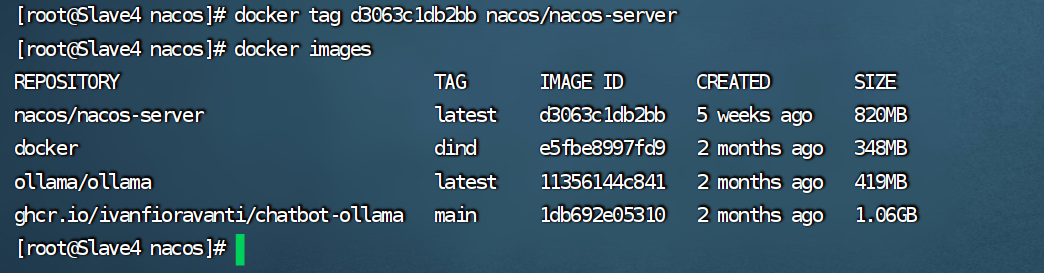 [root@Slave4 nacos]# docker tag d3063c1db2bb nacos/nacos-server
[root@Slave4 nacos]# docker images
REPOSITORY TAG IMAGE ID CREATED SIZE
nacos/nacos-server latest d3063c1db2bb 5 weeks ago 820MB
docker dind e5fbe8997fd9 2 months ago 348MB
ollama/ollama latest 11356144c841 2 months ago 419MB
ghcr.io/ivanfioravanti/chatbot-ollama main 1db692e05310 2 months ago 1.06GB
[root@Slave4 nacos]#